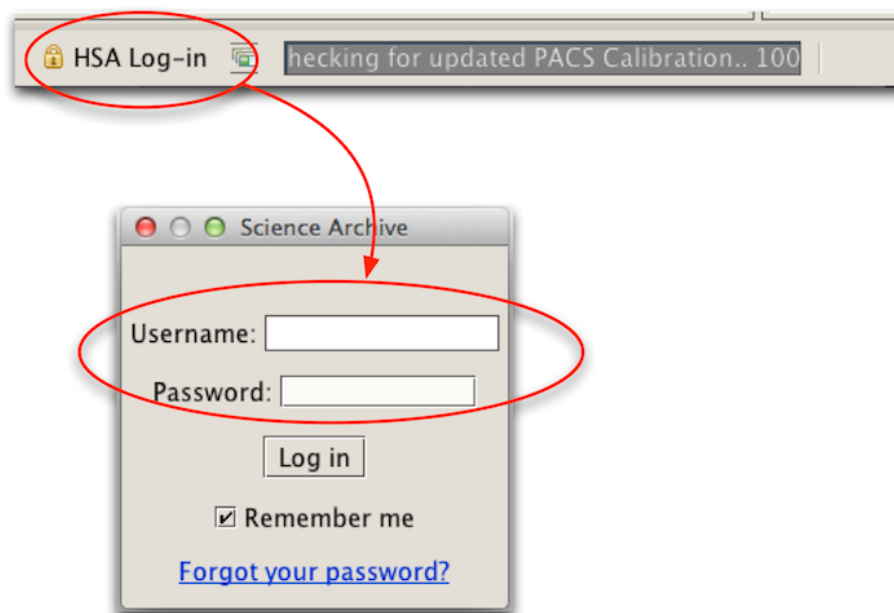 HSA Log-in hecking for updated PACS Calibration.. 100
Science Archive
Username:
Password:
Log in
Remember me
Forgot your password?